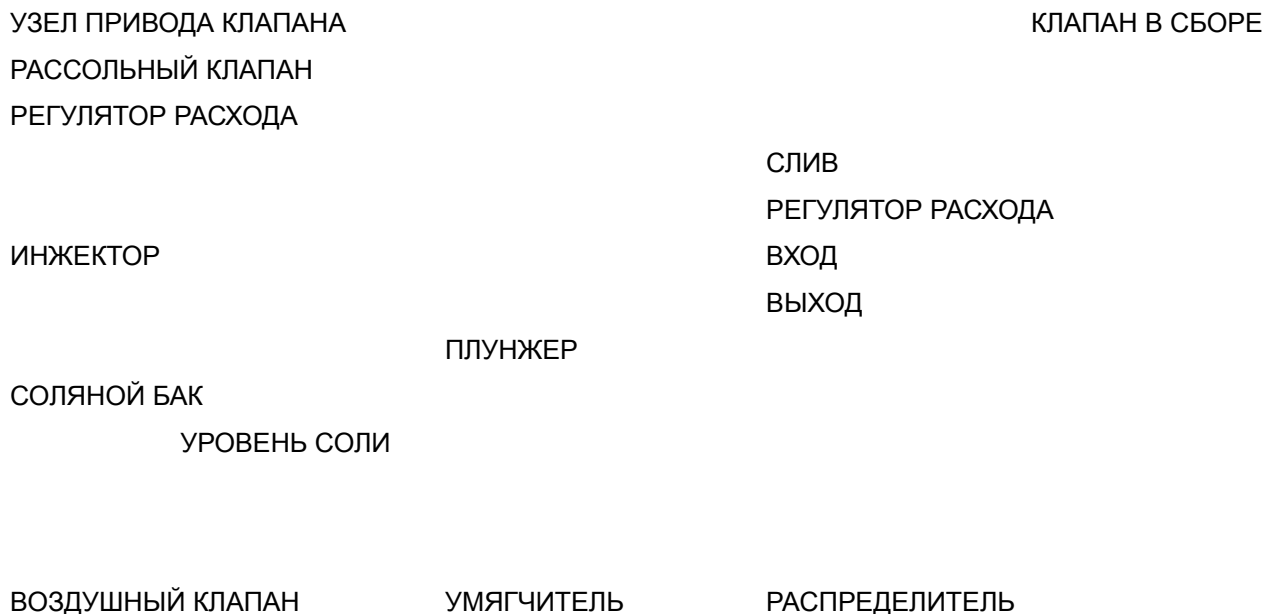 УЗЕЛ ПРИВОДА КЛАПАНА КЛАПАН В СБОРЕ
РАССОЛЬНЫЙ КЛАПАН
РЕГУЛЯТОР РАСХОДА
СЛИВ
РЕГУЛЯТОР РАСХОДА
ИНЖЕКТОР ВХОД
ВЫХОД
ПЛУНЖЕР
СОЛЯНОЙ БАК
УРОВЕНЬ СОЛИ
ВОЗДУШНЫЙ КЛАПАН УМЯГЧИТЕЛЬ РАСПРЕДЕЛИТЕЛЬ